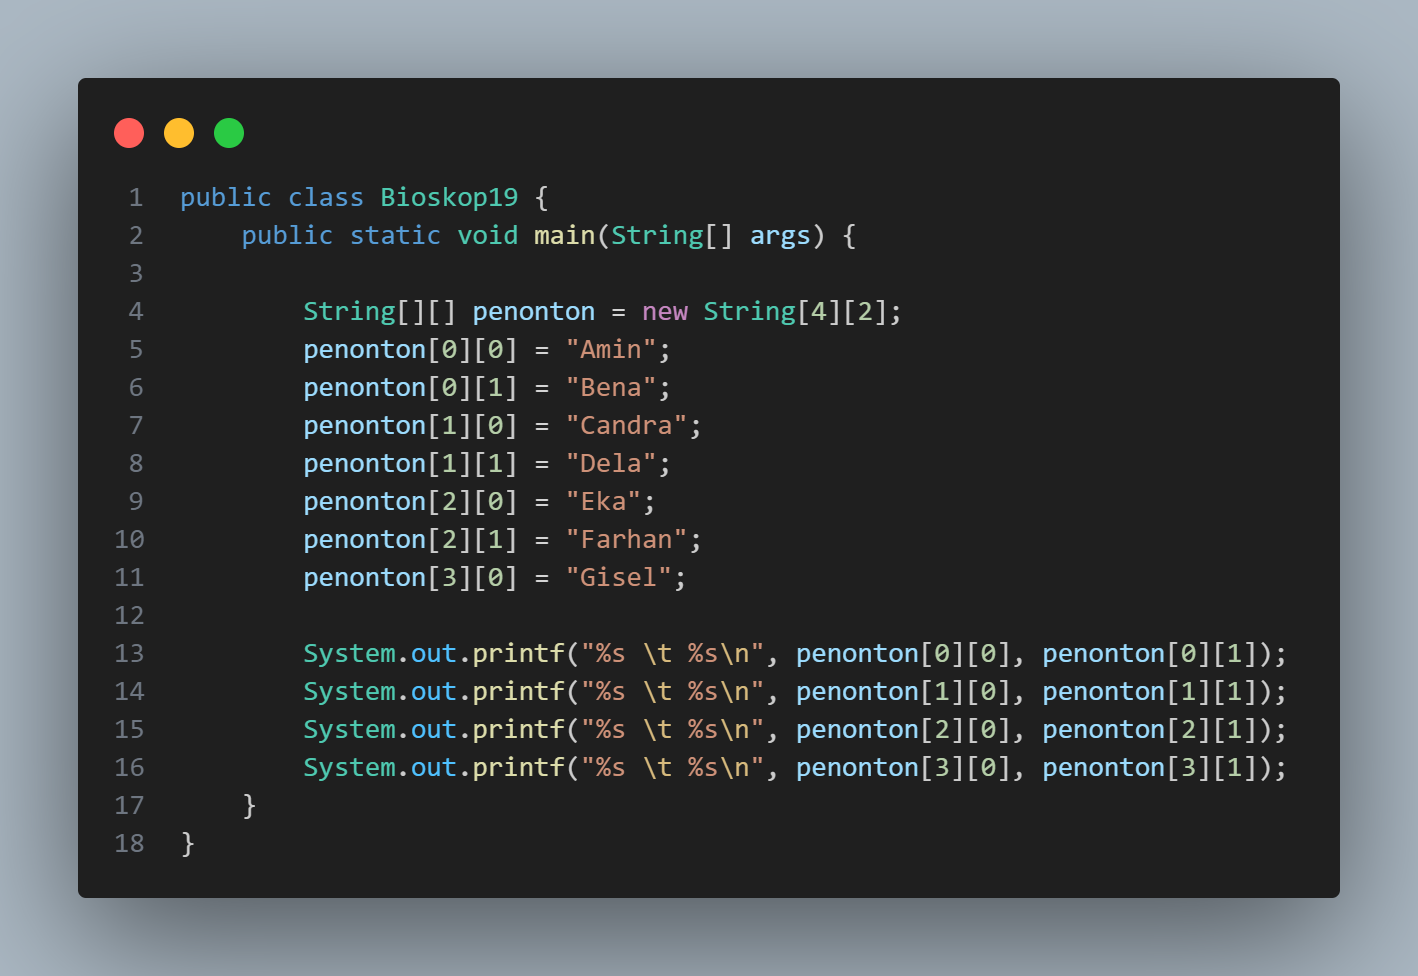 1 public class Bioskop19 {
2     public static void main(String[] args) {
3
4         String[][] penonton = new String[4][2];
5         penonton[0][0] = "Amin";
6         penonton[0][1] = "Bena";
7         penonton[1][0] = "Candra";
8         penonton[1][1] = "Dela";
9         penonton[2][0] = "Eka";
10         penonton[2][1] = "Farhan";
11         penonton[3][0] = "Gisel";
12
13         System.out.printf("%s \t %s\n", penonton[0][0], penonton[0][1]);
14         System.out.printf("%s \t %s\n", penonton[1][0], penonton[1][1]);
15         System.out.printf("%s \t %s\n", penonton[2][0], penonton[2][1]);
16         System.out.printf("%s \t %s\n", penonton[3][0], penonton[3][1]);
17     }
18 }